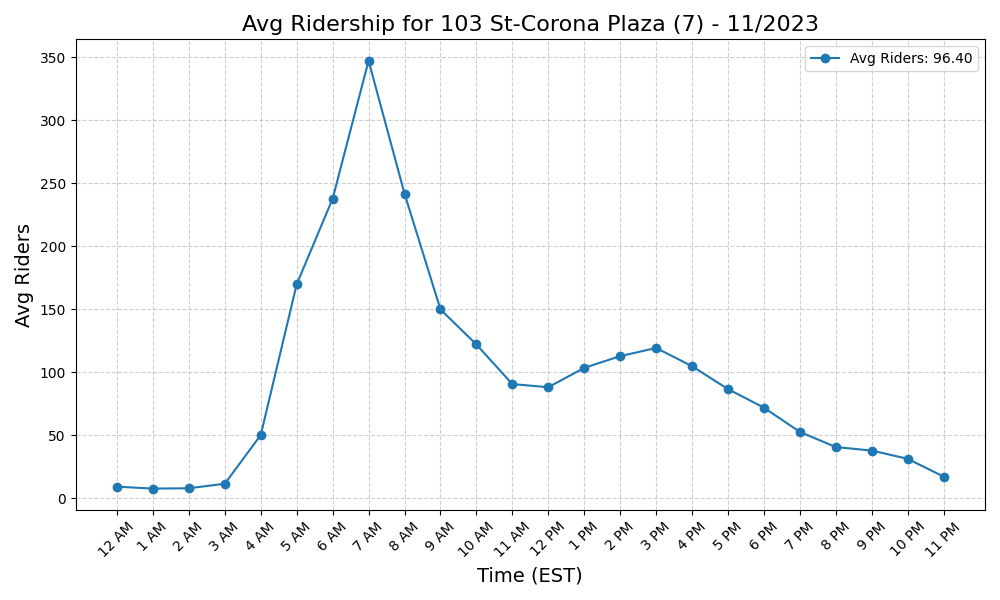 Avg Ridership for 103 St-Corona Plaza (7) - 11/2023
Avg Riders: 96.40
Avg Riders
350
300
250
200
150
100
50
0
12 AM
1 AM
2 AM
3 AM
4 AM
5 AM
6 AM
7 AM
8 AM
9 AM
10 AM
11 AM
12 PM
1 PM
2 PM
3 PM
4 PM
5 PM
6 PM
7 PM
8 PM
9 PM
10 PM
11 PM
Time (EST)